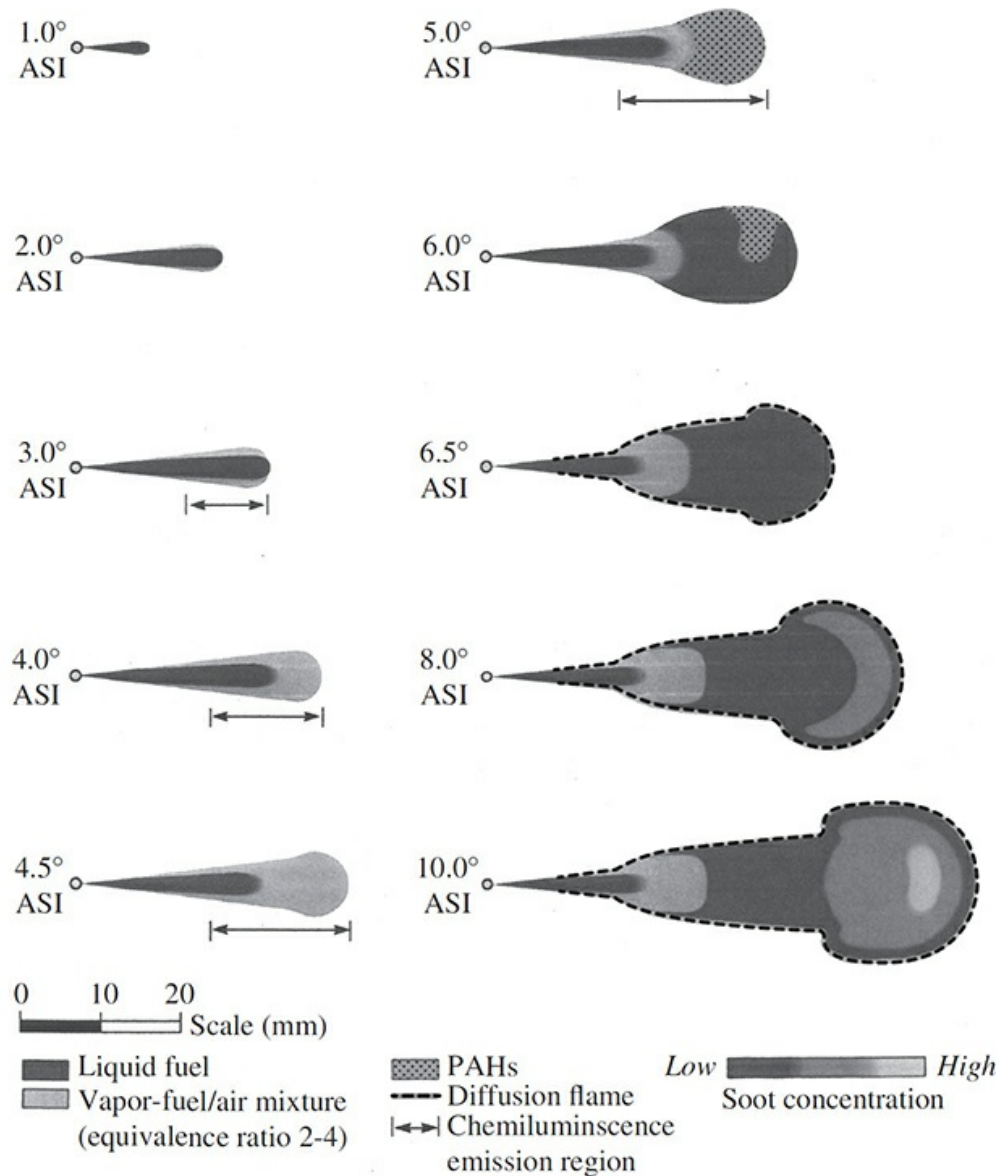 1.0°
ASI
2.0°
ASI
3.0°
ASI
4.0°
ASI
4.5°
ASI
5.0°
ASI
6.0°
ASI
6.5°
ASI
8.0°
ASI
10.0°
ASI
0 10 20
Scale (mm)
Liquid fuel
Vapor-fuel/air mixture
(equivalence ratio 2-4)
PAHs
Diffusion flame
Chemiluminscence
emission region
Low High
Soot concentration